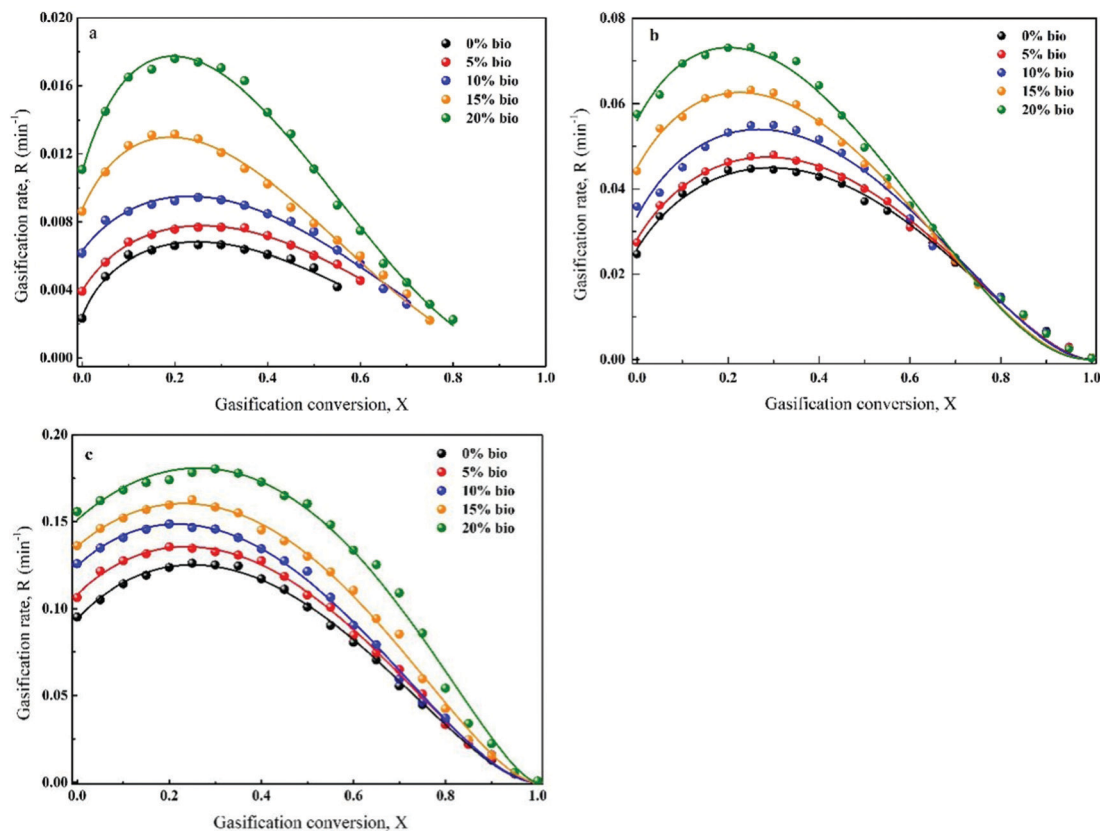 a
0% bio
5% bio
10% bio
15% bio
20% bio
0.020
0.016
0.012
0.008
0.004
0.000
Gasification rate, R (min⁻¹)
0.0 0.2 0.4 0.6 0.8 1.0
Gasification conversion, X
b
0% bio
5% bio
10% bio
15% bio
20% bio
0.08
0.06
0.04
0.02
0.00
Gasification rate, R (min⁻¹)
0.0 0.2 0.4 0.6 0.8 1.0
Gasification conversion, X
c
0% bio
5% bio
10% bio
15% bio
20% bio
0.20
0.15
0.10
0.05
0.00
Gasification rate, R (min⁻¹)
0.0 0.2 0.4 0.6 0.8 1.0
Gasification conversion, X